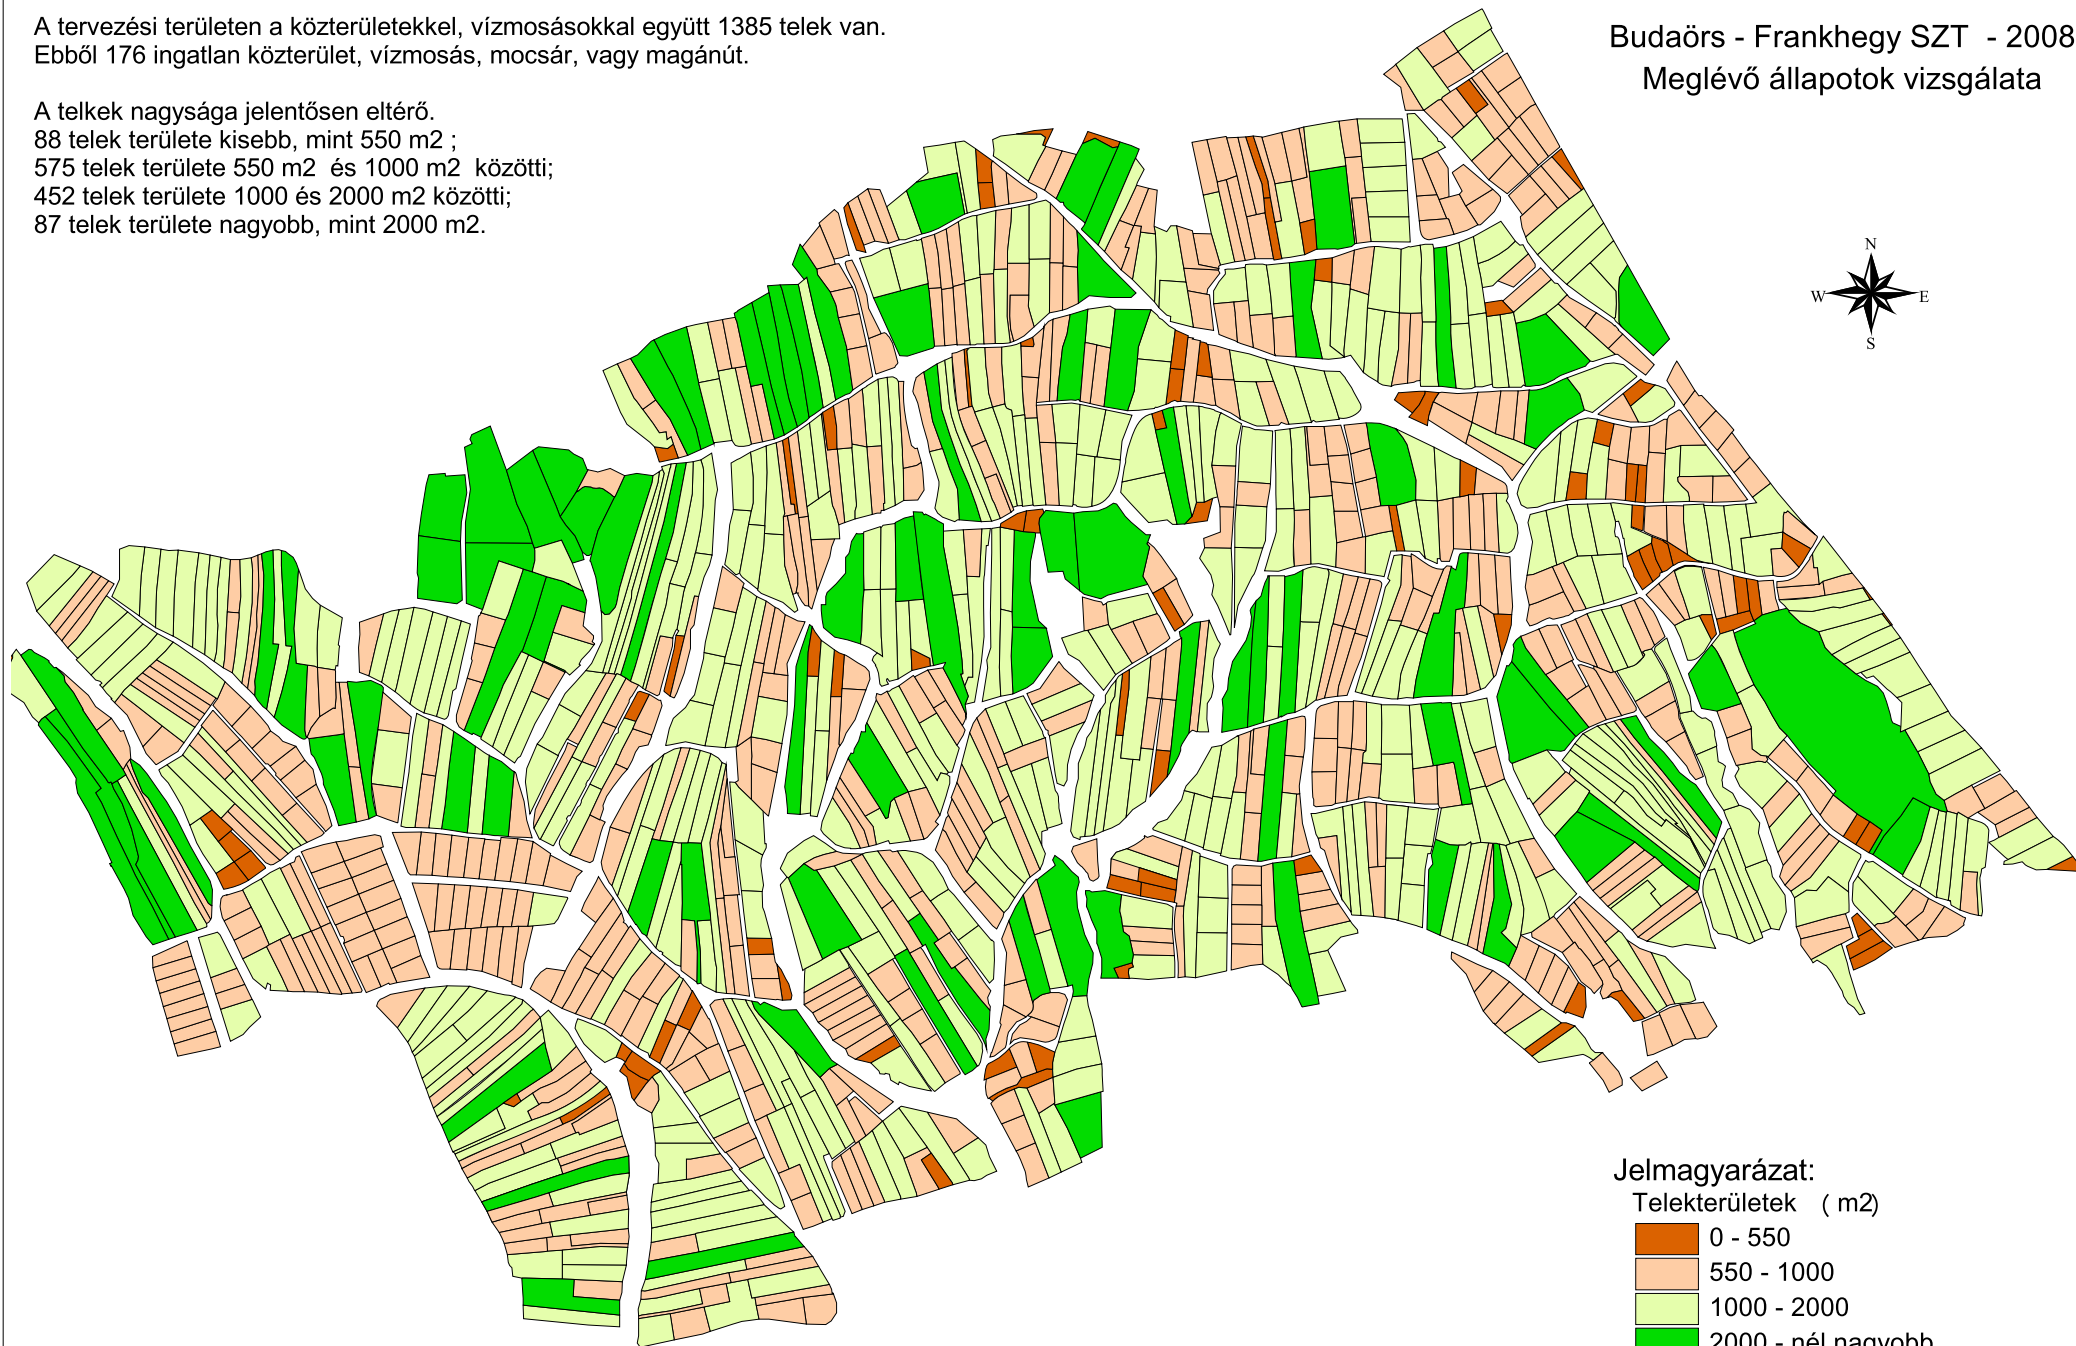 A tervezési területen a közterületekkel, vízmosásokkal együtt 1385 telek van.
Ebből 176 ingatlan közterület, vízmosás, mocsár, vagy magánút.
A telkek nagysága jelentősen eltérő.
88 telek területe kisebb, mint 550 m2 ;
575 telek területe 550 m2 és 1000 m2 közötti;
452 telek területe 1000 és 2000 m2 közötti;
87 telek területe nagyobb, mint 2000 m2.
Budaörs - Frankhegy SZT - 2008
Meglévő állapotok vizsgálata
N
W E
S
Jelmagyarázat:
Telekterületek ( m2)
0 - 550
550 - 1000
1000 - 2000
2000 - nél nagyobb